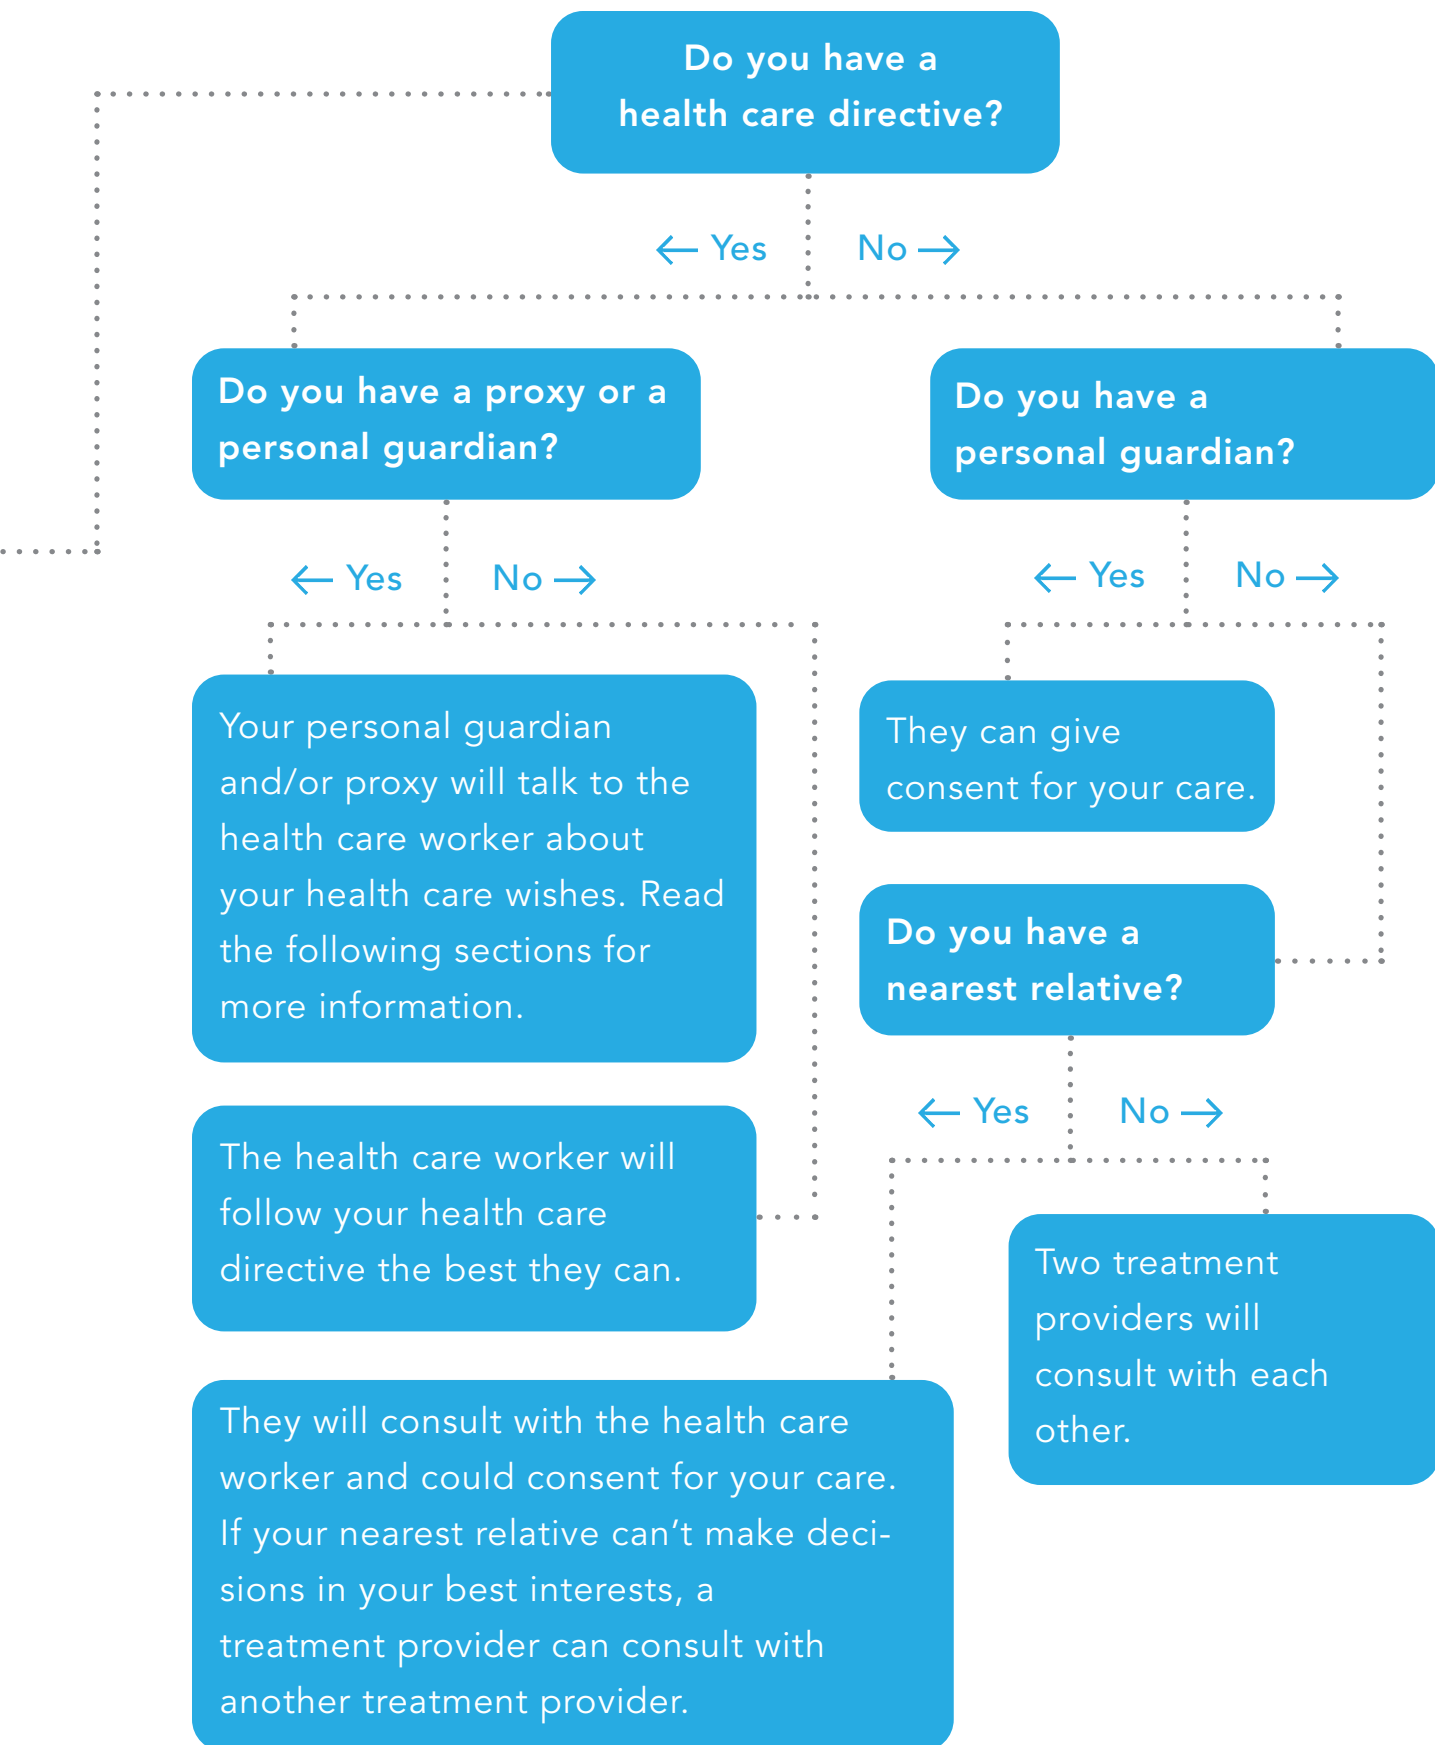 Do you have a
health care directive?
← Yes
No →
Do you have a proxy or a
personal guardian?
Do you have a
personal guardian?
← Yes
No →
← Yes
No →
Your personal guardian
and/or proxy will talk to the
health care worker about
your health care wishes. Read
the following sections for
more information.
They can give
consent for your care.
Do you have a
nearest relative?
← Yes
No →
The health care worker will
follow your health care
directive the best they can.
Two treatment
providers will
consult with each
other.
They will consult with the health care
worker and could consent for your care.
If your nearest relative can’t make deci-
sions in your best interests, a
treatment provider can consult with
another treatment provider.